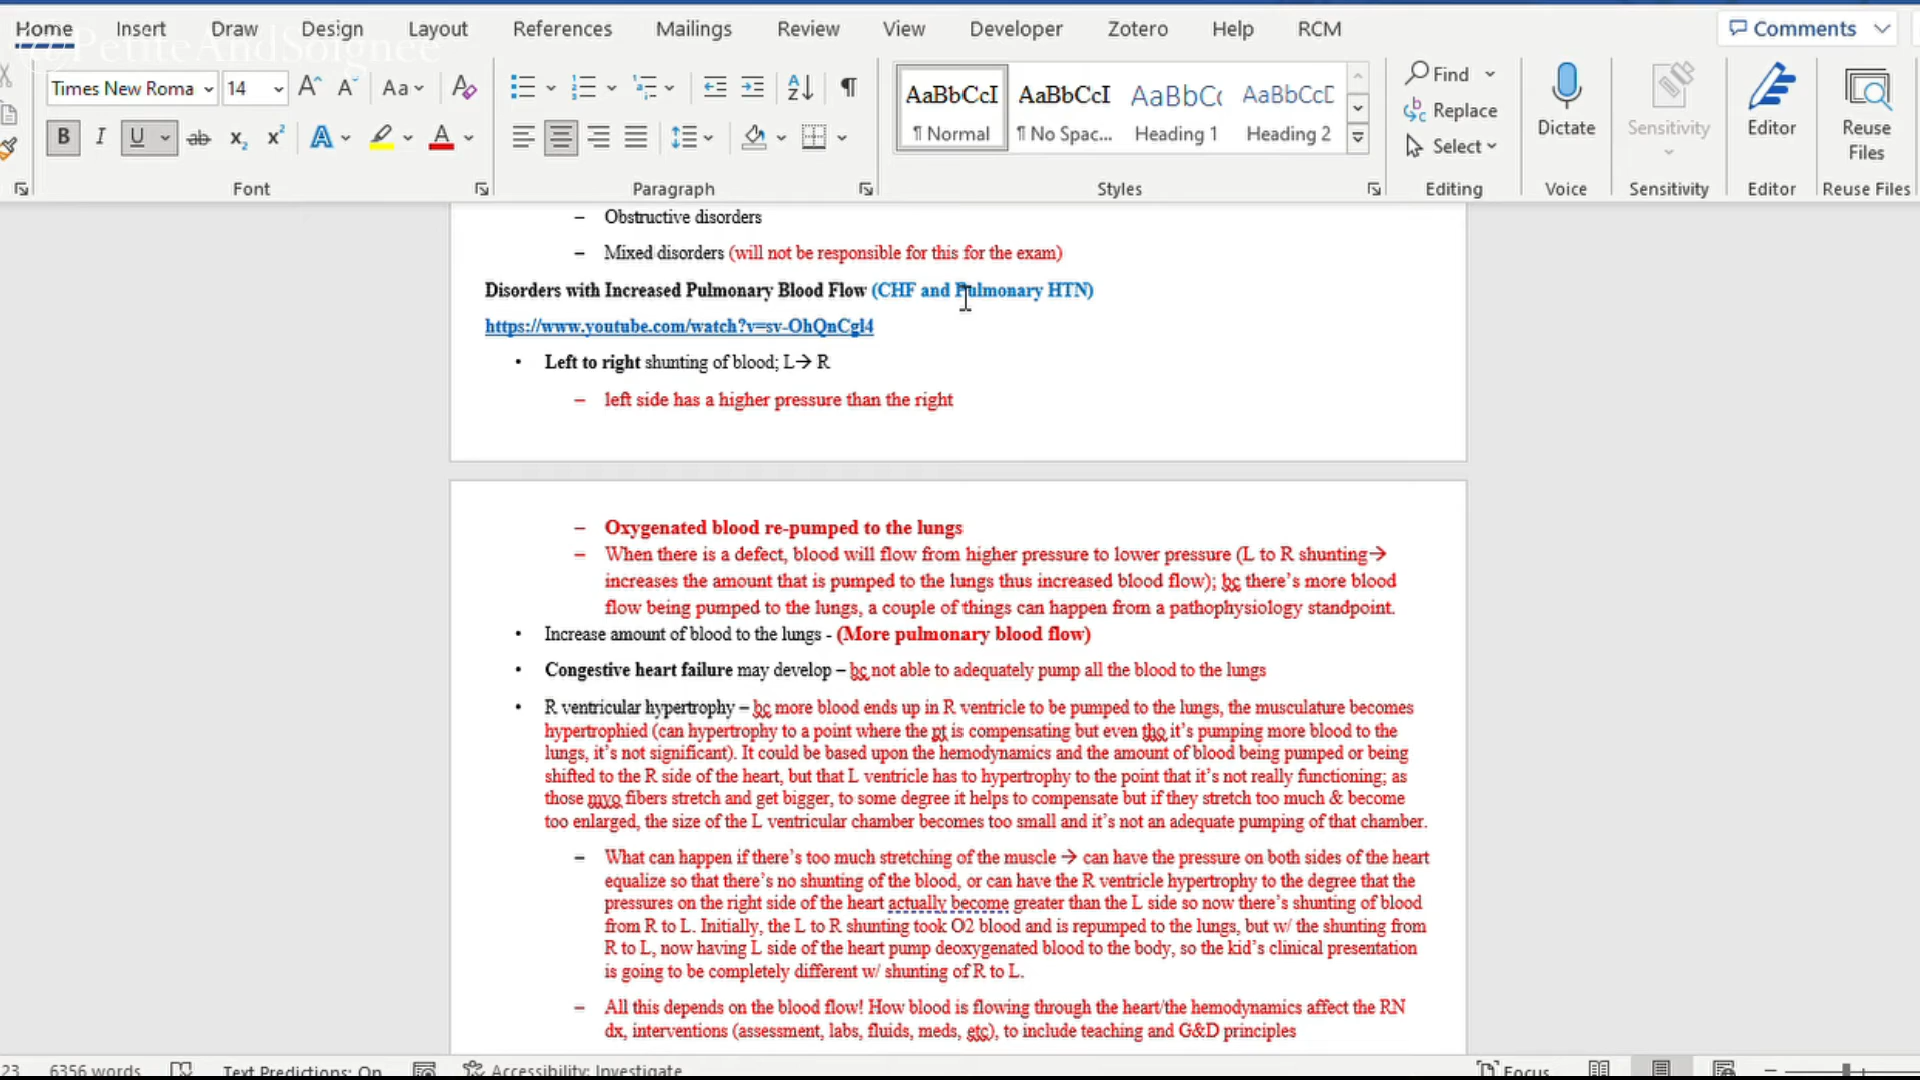 Home Insert Draw Design Layout References Mailings Review View Developer Zotero Help RCM Comments
@PetiteAndSoignee
Times New Roma 14 Aa AaBbCcI AaBbCcI AaBbCc AaBbCcD Find
Replace
B I U ab x₂ x² A A ¶ Normal ¶ No Spac... Heading 1 Heading 2 Select Dictate Sensitivity Editor Reuse Files
Font Paragraph Styles Editing Voice Sensitivity Editor Reuse Files
– Obstructive disorders
– Mixed disorders (will not be responsible for this for the exam)
Disorders with Increased Pulmonary Blood Flow (CHF and Pulmonary HTN)
https://www.youtube.com/watch?v=sv-OhQnCgl4
• Left to right shunting of blood; L→ R
– left side has a higher pressure than the right
– Oxygenated blood re-pumped to the lungs
– When there is a defect, blood will flow from higher pressure to lower pressure (L to R shunting→
increases the amount that is pumped to the lungs thus increased blood flow); bc there's more blood
flow being pumped to the lungs, a couple of things can happen from a pathophysiology standpoint.
• Increase amount of blood to the lungs - (More pulmonary blood flow)
• Congestive heart failure may develop – bc not able to adequately pump all the blood to the lungs
• R ventricular hypertrophy – bc more blood ends up in R ventricle to be pumped to the lungs, the musculature becomes
hypertrophied (can hypertrophy to a point where the pt is compensating but even tho it's pumping more blood to the
lungs, it's not significant). It could be based upon the hemodynamics and the amount of blood being pumped or being
shifted to the R side of the heart, but that L ventricle has to hypertrophy to the point that it's not really functioning; as
those myo fibers stretch and get bigger, to some degree it helps to compensate but if they stretch too much & become
too enlarged, the size of the L ventricular chamber becomes too small and it's not an adequate pumping of that chamber.
– What can happen if there's too much stretching of the muscle → can have the pressure on both sides of the heart
equalize so that there's no shunting of the blood, or can have the R ventricle hypertrophy to the degree that the
pressures on the right side of the heart actually become greater than the L side so now there's shunting of blood
from R to L. Initially, the L to R shunting took O2 blood and is repumped to the lungs, but w/ the shunting from
R to L, now having L side of the heart pump deoxygenated blood to the body, so the kid's clinical presentation
is going to be completely different w/ shunting of R to L.
– All this depends on the blood flow! How blood is flowing through the heart/the hemodynamics affect the RN
dx, interventions (assessment, labs, fluids, meds, etc), to include teaching and G&D principles
23 6356 words Text Predictions: On Accessibility: Investigate Focus